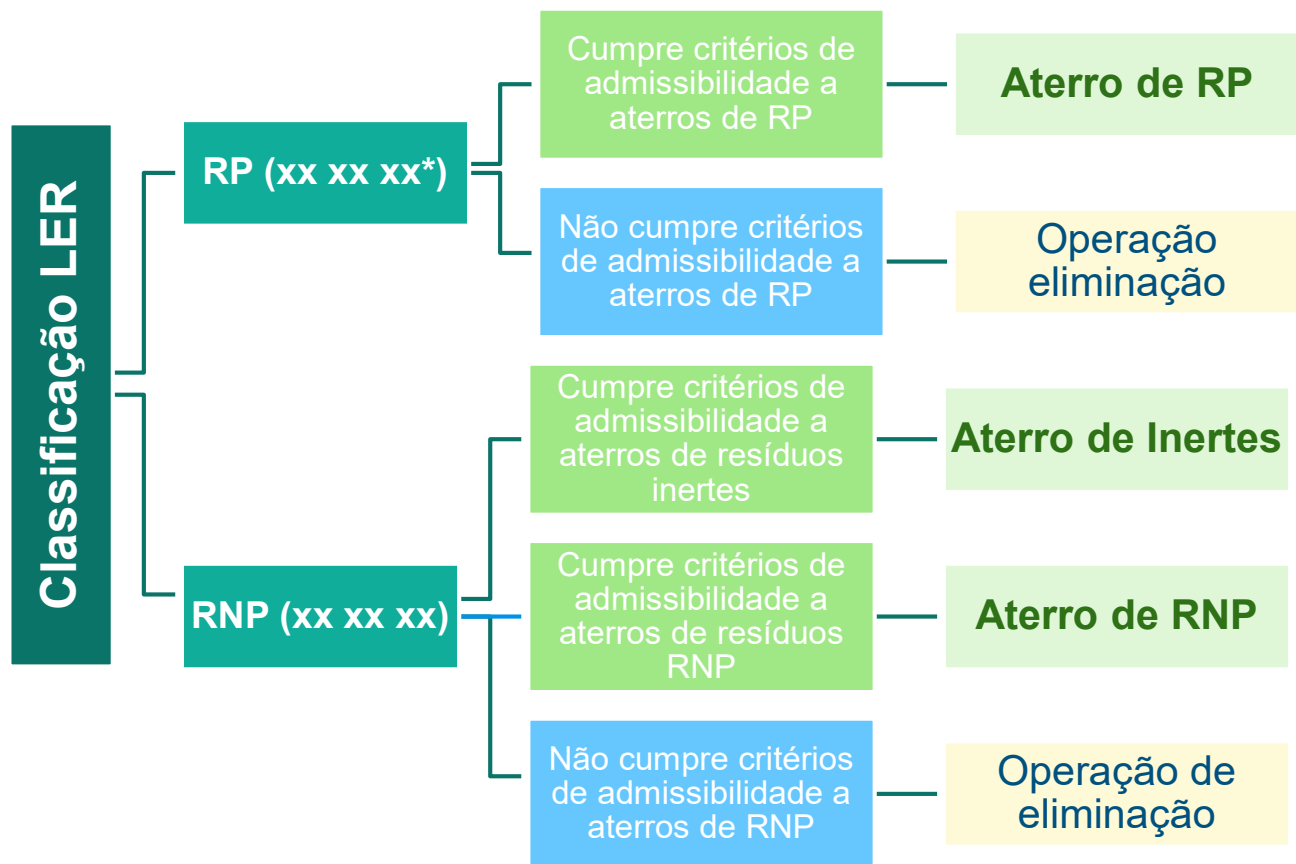 Classificação LER
RP (xx xx xx*)
Cumpre critérios de
admissibilidade a
aterros de RP
Aterro de RP
Não cumpre critérios
de admissibilidade a
aterros de RP
Operação
eliminação
RNP (xx xx xx)
Cumpre critérios de
admissibilidade a
aterros de resíduos
inertes
Aterro de Inertes
Cumpre critérios de
admissibilidade a
aterros de resíduos
RNP
Aterro de RNP
Não cumpre critérios
de admissibilidade a
aterros de RNP
Operação de
eliminação